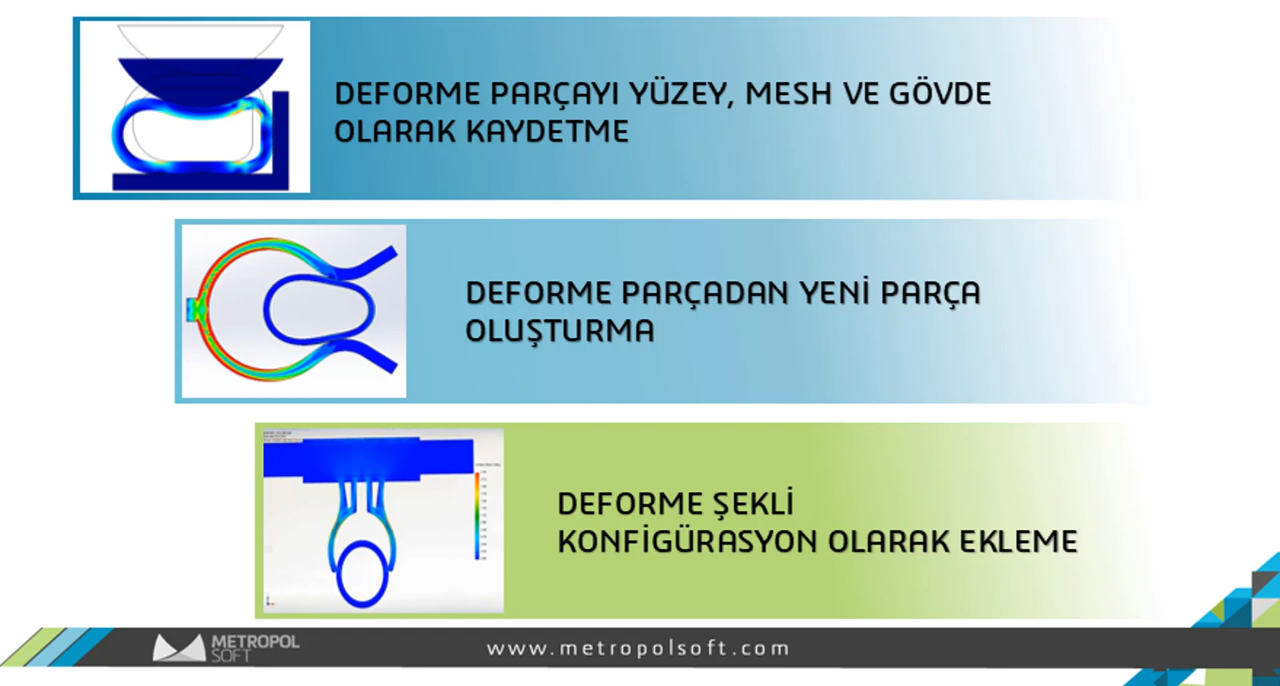 DEFORME PARÇAYI YÜZEY, MESH VE GÖVDE
OLARAK KAYDETME
DEFORME PARÇADAN YENİ PARÇA
OLUŞTURMA
DEFORME ŞEKLİ
KONFİGÜRASYON OLARAK EKLEME
METROPOL
SOFT
www.metropolsoft.com